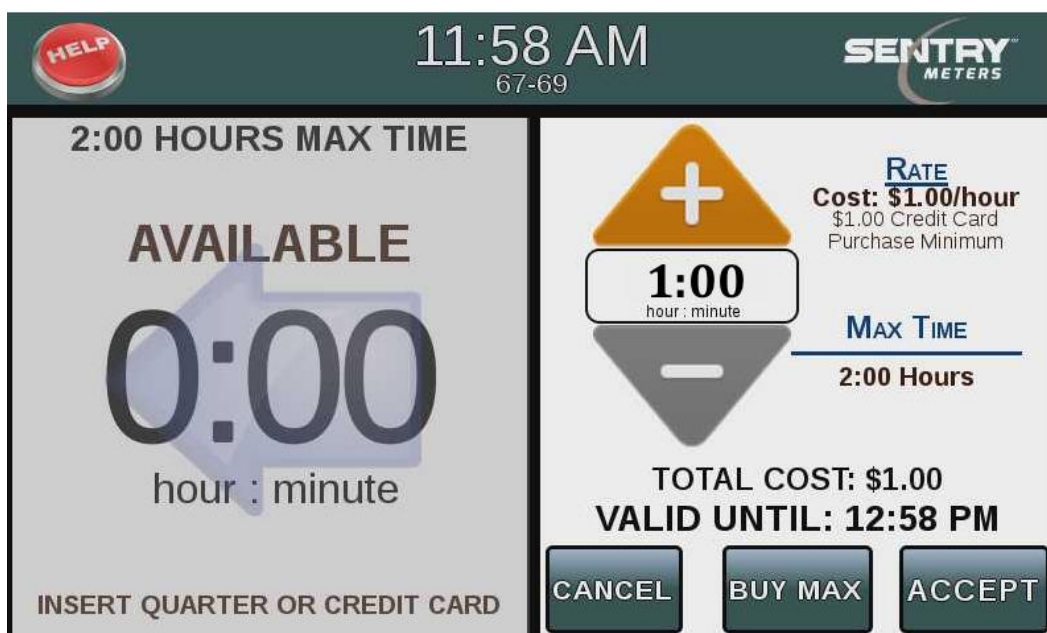 HELP
11:58 AM
67-69
SENTRY™
METERS
2:00 HOURS MAX TIME
AVAILABLE
0:00
hour : minute
INSERT QUARTER OR CREDIT CARD
+
1:00
hour : minute
−
RATE
Cost: $1.00/hour
$1.00 Credit Card
Purchase Minimum
MAX TIME
2:00 Hours
TOTAL COST: $1.00
VALID UNTIL: 12:58 PM
CANCEL
BUY MAX
ACCEPT